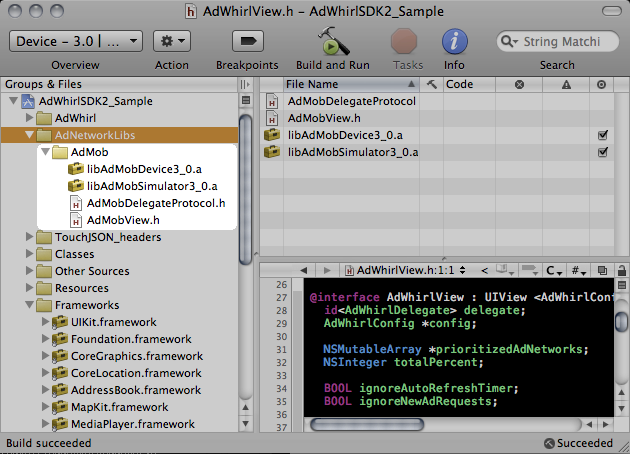 AdWhirlView.h - AdWhirlSDK2_Sample
Device - 3.0 | ...
String Matchi
Overview
Action
Breakpoints
Build and Run
Tasks
Info
Search
Groups & Files
AdWhirlSDK2_Sample
AdWhirl
AdNetworkLibs
AdMob
libAdMobDevice3_0.a
libAdMobSimulator3_0.a
AdMobDelegateProtocol.h
AdMobView.h
TouchJSON_headers
Classes
Other Sources
Resources
Frameworks
UIKit.framework
Foundation.framework
CoreGraphics.framework
CoreLocation.framework
AddressBook.framework
MapKit.framework
MediaPlayer.framework
File Name
Code
AdMobDelegateProtocol
AdMobView.h
libAdMobDevice3_0.a
libAdMobSimulator3_0.a
AdWhirlView.h:1:1
C
#
26
27 @interface AdWhirlView : UIView <AdWhirlConf
28 id<AdWhirlDelegate> delegate;
29 AdWhirlConfig *config;
30
31 NSMutableArray *prioritizedAdNetworks;
32 NSInteger totalPercent;
33
34 BOOL ignoreAutoRefreshTimer;
35 BOOL ignoreNewAdRequests;
36
37
Build succeeded
Succeeded